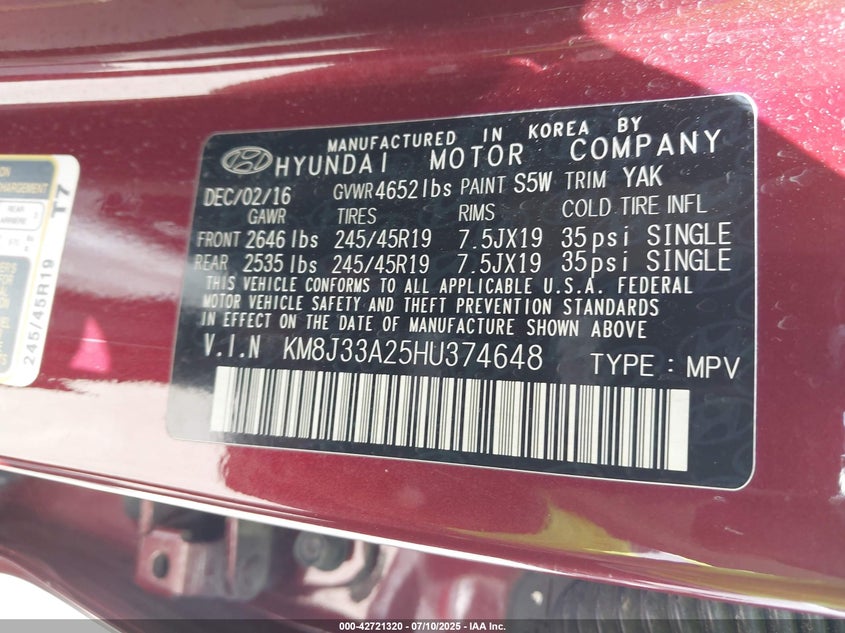 MANUFACTURED IN KOREA BY
HYUNDAI MOTOR COMPANY
DEC/02/16 GVWR 4652lbs PAINT S5W TRIM YAK
GAWR TIRES RIMS COLD TIRE INFL
FRONT 2646 lbs 245/45R19 7.5JX19 35psi SINGLE
REAR 2535 lbs 245/45R19 7.5JX19 35psi SINGLE
THIS VEHICLE CONFORMS TO ALL APPLICABLE U.S.A. FEDERAL
MOTOR VEHICLE SAFETY AND THEFT PREVENTION STANDARDS
IN EFFECT ON THE DATE OF MANUFACTURE SHOWN ABOVE
V.I.N KM8J33A25HU374648 TYPE : MPV
REAR
245/45R19 T7
000-42721320 - 07/10/2025 - IAA Inc.